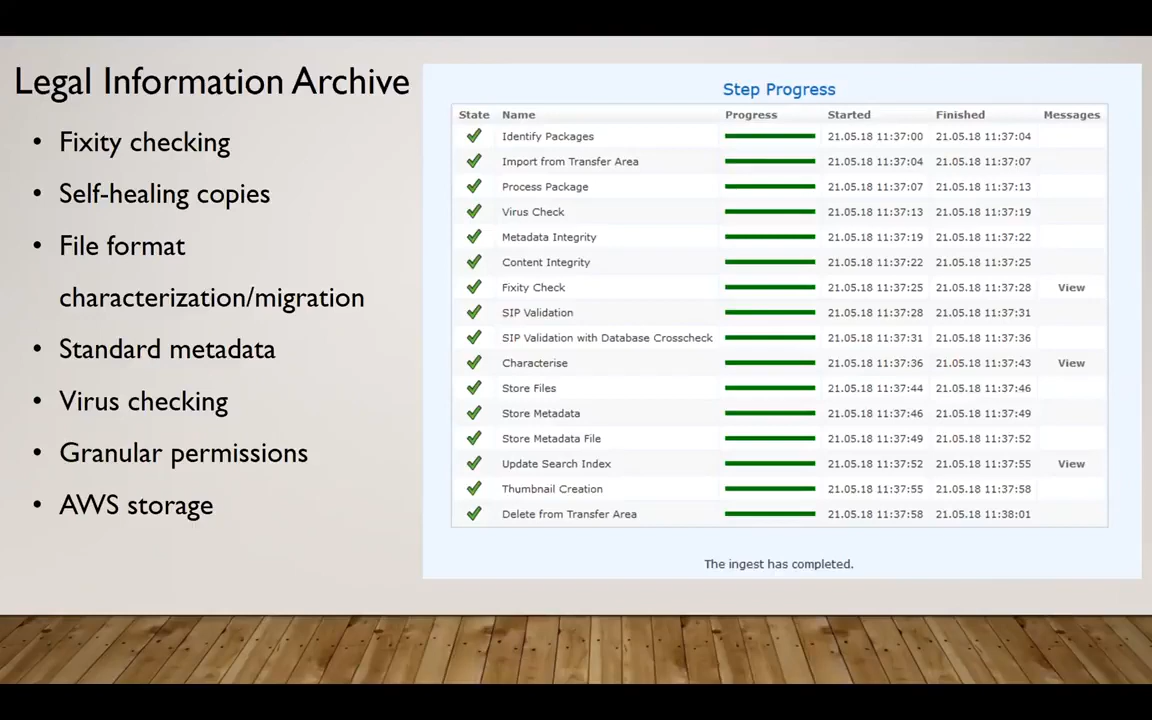 Legal Information Archive
• Fixity checking
• Self-healing copies
• File format
characterization/migration
• Standard metadata
• Virus checking
• Granular permissions
• AWS storage
Step Progress
State Name Progress Started Finished Messages
Identify Packages 21.05.18 11:37:00 21.05.18 11:37:04
Import from Transfer Area 21.05.18 11:37:04 21.05.18 11:37:07
Process Package 21.05.18 11:37:07 21.05.18 11:37:13
Virus Check 21.05.18 11:37:13 21.05.18 11:37:19
Metadata Integrity 21.05.18 11:37:19 21.05.18 11:37:22
Content Integrity 21.05.18 11:37:22 21.05.18 11:37:25
Fixity Check 21.05.18 11:37:25 21.05.18 11:37:28 View
SIP Validation 21.05.18 11:37:28 21.05.18 11:37:31
SIP Validation with Database Crosscheck 21.05.18 11:37:31 21.05.18 11:37:36
Characterise 21.05.18 11:37:36 21.05.18 11:37:43 View
Store Files 21.05.18 11:37:44 21.05.18 11:37:46
Store Metadata 21.05.18 11:37:46 21.05.18 11:37:49
Store Metadata File 21.05.18 11:37:49 21.05.18 11:37:52
Update Search Index 21.05.18 11:37:52 21.05.18 11:37:55 View
Thumbnail Creation 21.05.18 11:37:55 21.05.18 11:37:58
Delete from Transfer Area 21.05.18 11:37:58 21.05.18 11:38:01
The ingest has completed.